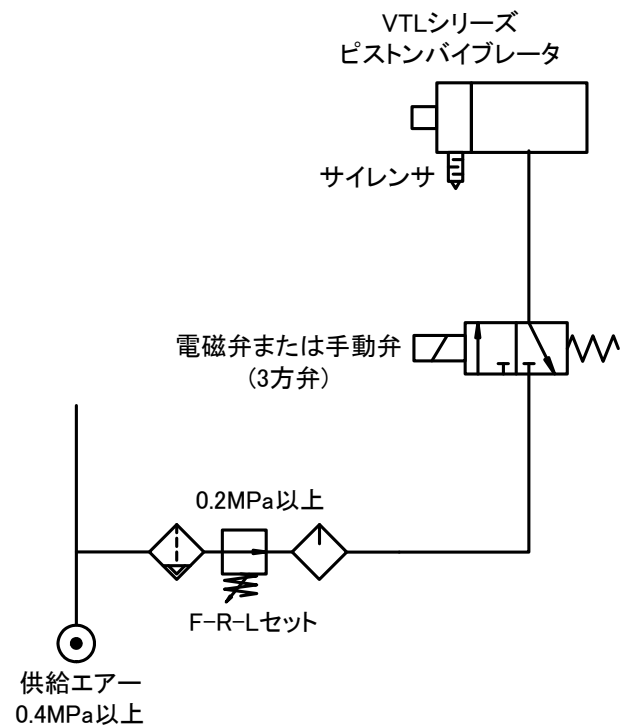 VTLシリーズ
ピストンバイブレータ
サイレンサ
電磁弁または手動弁
(3方弁)
0.2MPa以上
F-R-Lセット
供給エアー
0.4MPa以上